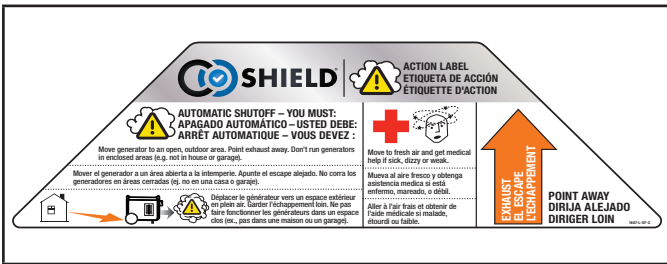 CO SHIELD®
ACTION LABEL
ETIQUETA DE ACCIÓN
ÉTIQUETTE D'ACTION
AUTOMATIC SHUTOFF – YOU MUST:
APAGADO AUTOMÁTICO – USTED DEBE:
ARRÊT AUTOMATIQUE – VOUS DEVEZ :
Move generator to an open, outdoor area. Point exhaust away. Don't run generators
in enclosed areas (e.g. not in house or garage).
Mover el generador a un área abierta a la intemperie. Apunte el escape alejado. No corra los
generadores en áreas cerradas (ej. no en una casa o garaje).
Déplacer le générateur vers un espace extérieur
en plein air. Garder l'échappement loin. Ne pas
faire fonctionner les générateurs dans un espace
clos (ex., pas dans une maison ou un garage).
Move to fresh air and get medical
help if sick, dizzy or weak.
Mueva al aire fresco y obtenga
asistencia medica si está
enfermo, mareado, o débil.
Aller à l'air frais et obtenir de
l'aide médicale si malade,
étourdi ou faible.
EXHAUST
EL ESCAPE
L'ÉCHAPPEMENT
POINT AWAY
DIRIJA ALEJADO
DIRIGER LOIN